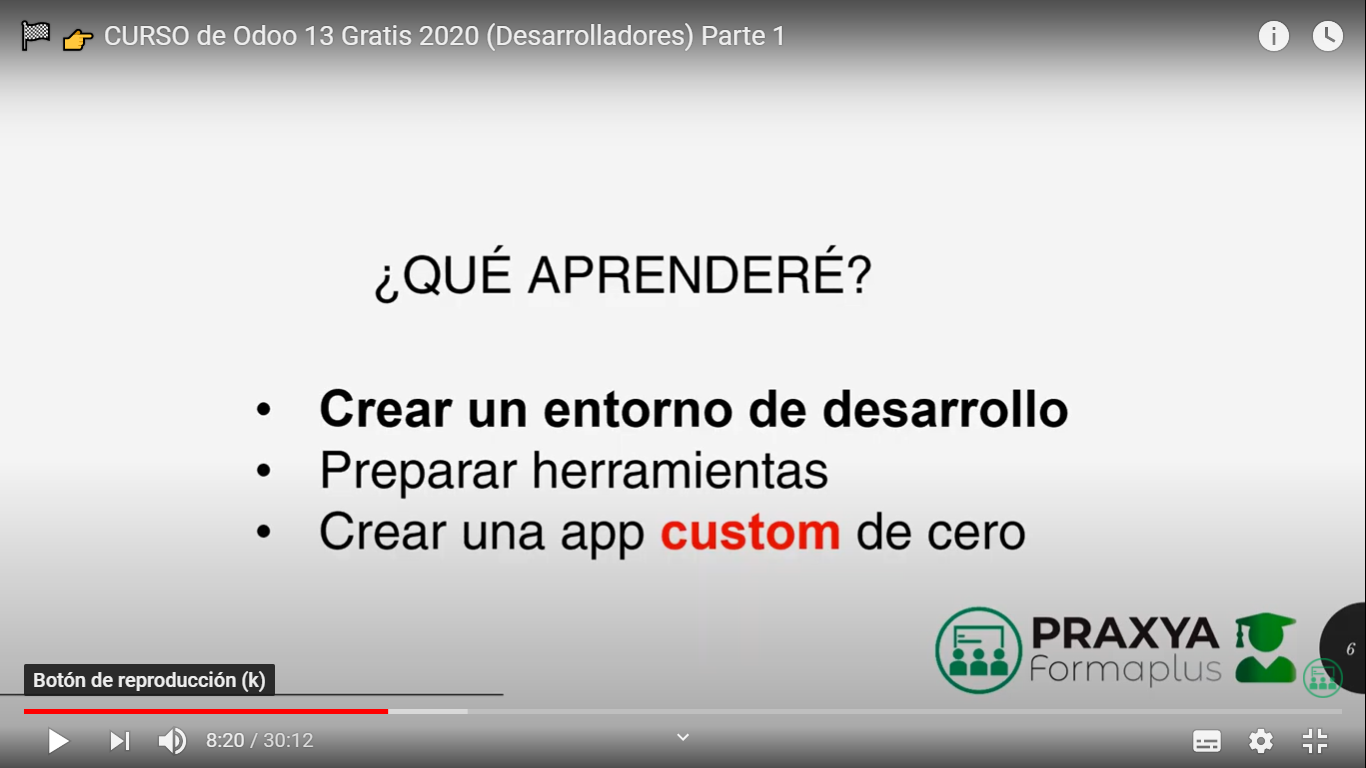 CURSO de Odoo 13 Gratis 2020 (Desarrolladores) Parte 1
¿QUÉ APRENDERÉ?
• Crear un entorno de desarrollo
• Preparar herramientas
• Crear una app custom de cero
PRAXYA
Formaplus
6
Botón de reproducción (k)
8:20 / 30:12